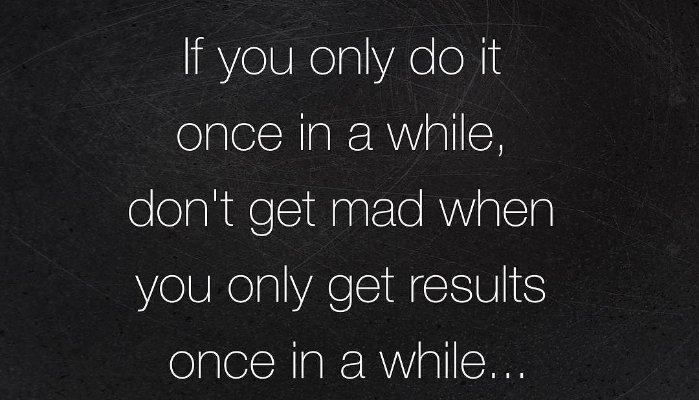 If you only do it
once in a while,
don't get mad when
you only get results
once in a while...